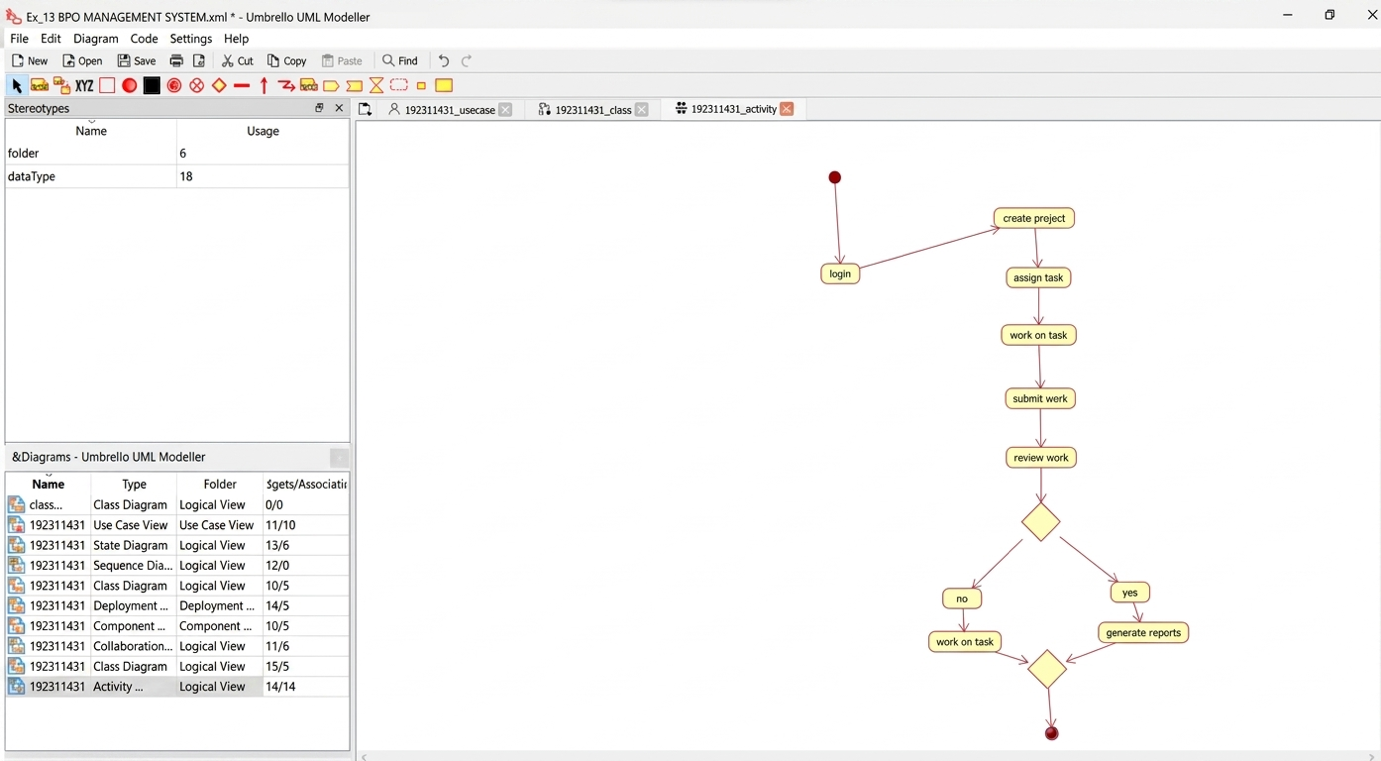 Ex_13 BPO MANAGEMENT SYSTEM.xml * - Umbrello UML Modeller
File Edit Diagram Code Settings Help
New Open Save Cut Copy Paste Find
XYZ
Stereotypes
192311431_usecase 192311431_class 192311431_activity
Name Usage
folder 6
dataType 18
&Diagrams - Umbrello UML Modeller
Name Type Folder $gets/Associatio
class... Class Diagram Logical View 0/0
192311431 Use Case View Use Case View 11/10
192311431 State Diagram Logical View 13/6
192311431 Sequence Dia... Logical View 12/0
192311431 Class Diagram Logical View 10/5
192311431 Deployment ... Deployment ... 14/5
192311431 Component ... Component ... 10/5
192311431 Collaboration... Logical View 11/6
192311431 Class Diagram Logical View 15/5
192311431 Activity ... Logical View 14/14
create project
login
assign task
work on task
submit werk
review work
no
yes
work on task
generate reports